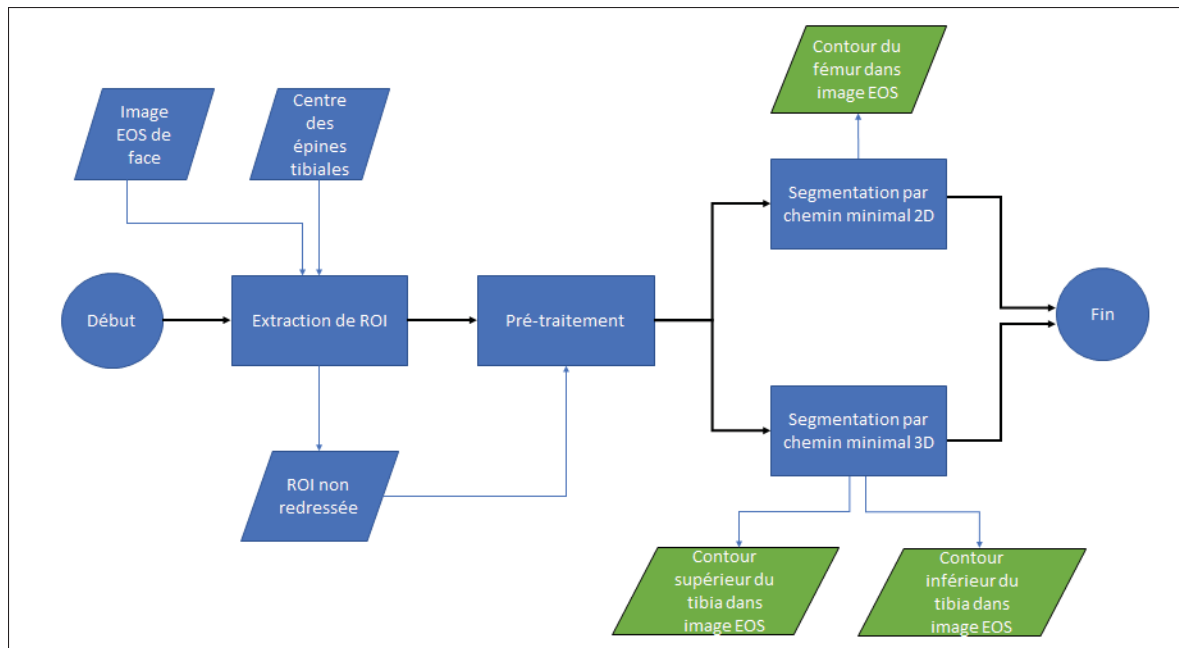 Contour du
fémur dans
image EOS
Image
EOS de
face
Centre
des
épines
tibiales
Segmentation par
chemin minimal 2D
Début
Extraction de ROI
Pré-traitement
Fin
Segmentation par
chemin minimal 3D
ROI non
redressée
Contour
supérieur du
tibia dans
image EOS
Contour
inférieur du
tibia dans
image EOS